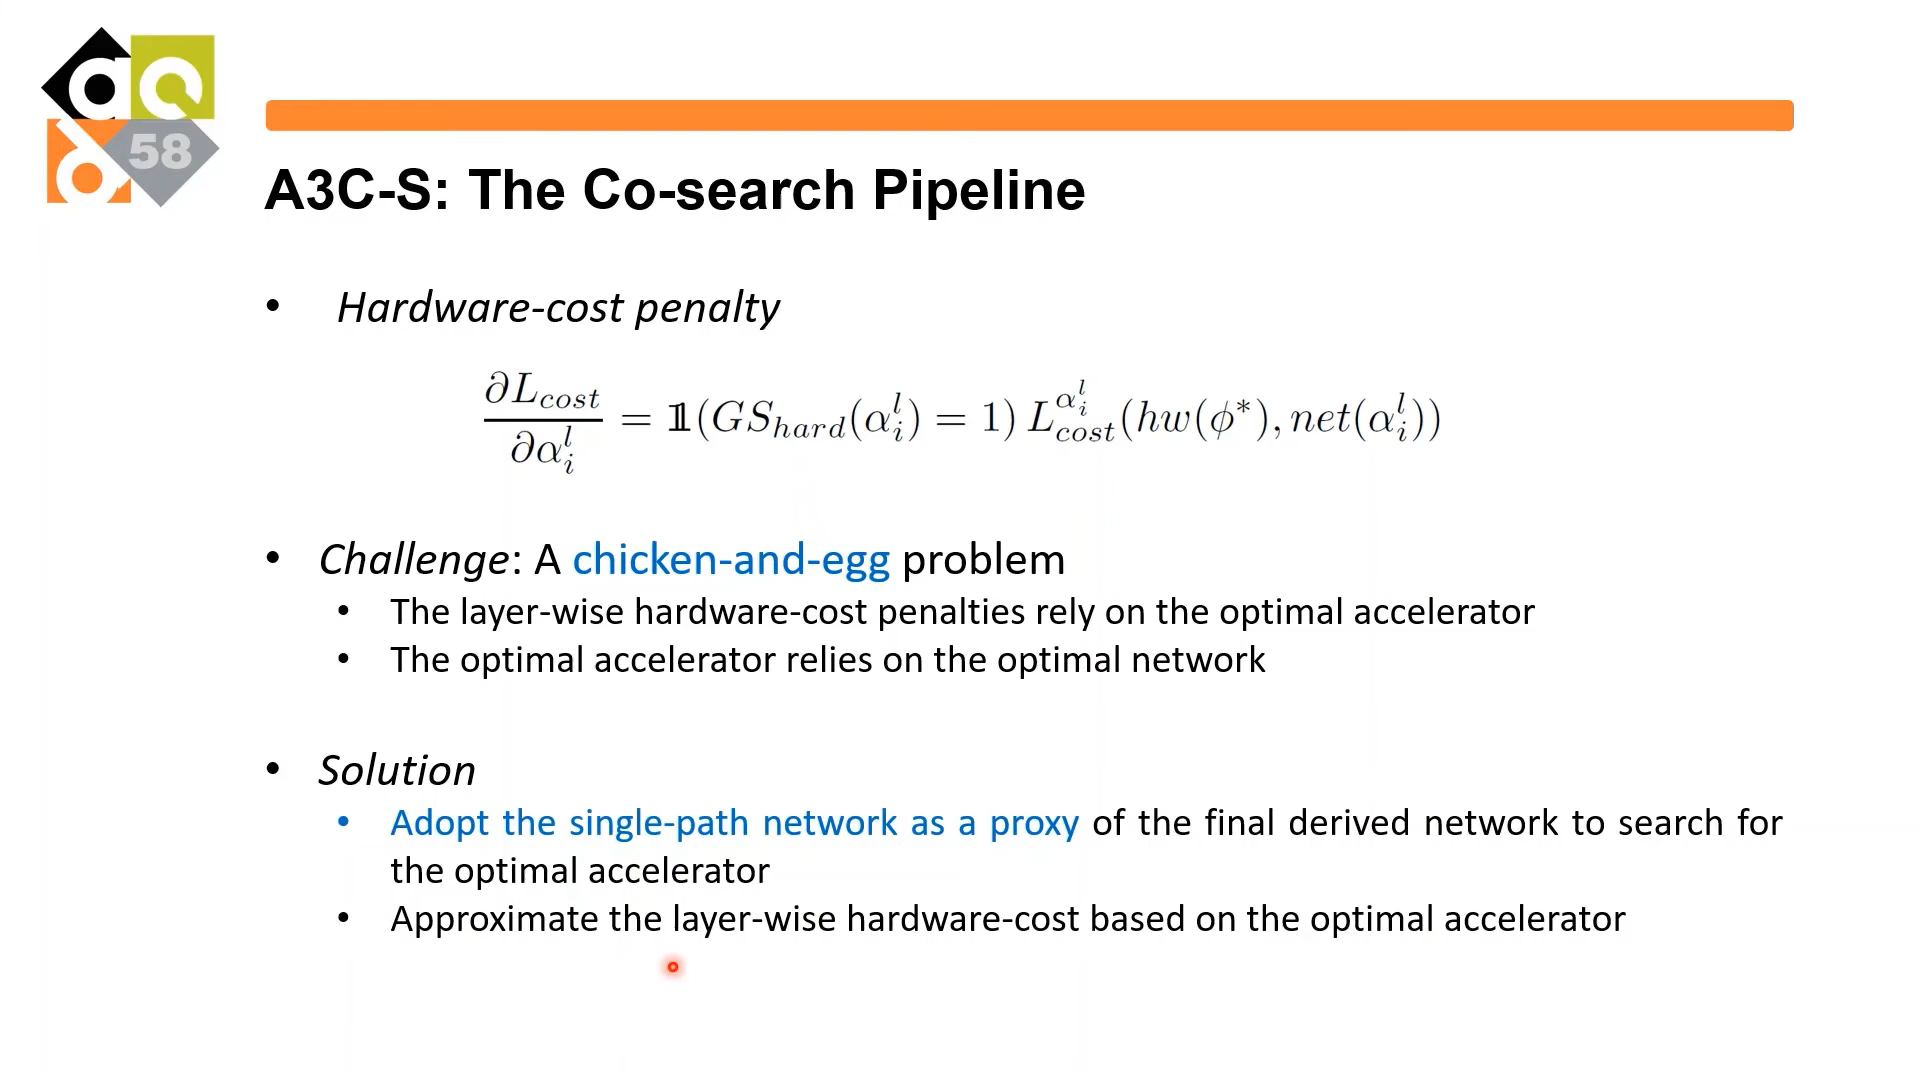 58
A3C-S: The Co-search Pipeline
• Hardware-cost penalty
∂L_cost / ∂α_i^l = 𝟙(GS_hard(α_i^l) = 1) L_cost^{α_i^l}(hw(ϕ*), net(α_i^l))
• Challenge: A chicken-and-egg problem
• The layer-wise hardware-cost penalties rely on the optimal accelerator
• The optimal accelerator relies on the optimal network
• Solution
• Adopt the single-path network as a proxy of the final derived network to search for
the optimal accelerator
• Approximate the layer-wise hardware-cost based on the optimal accelerator